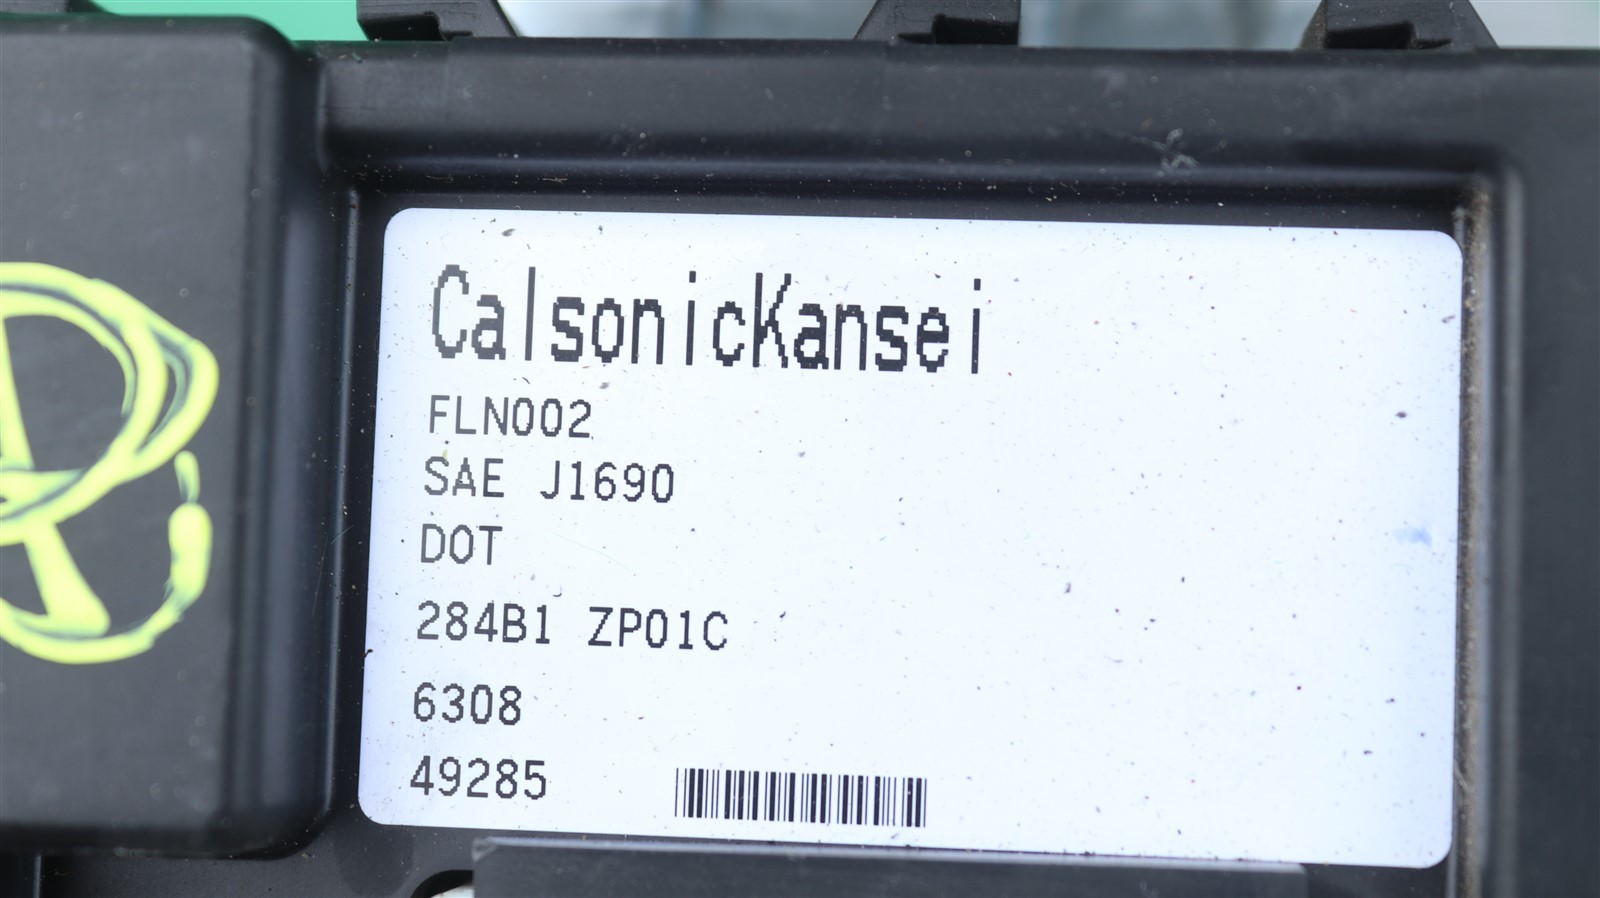 CalsonicKansei
FLN002
SAE J1690
DOT
284B1 ZP01C
6308
49285